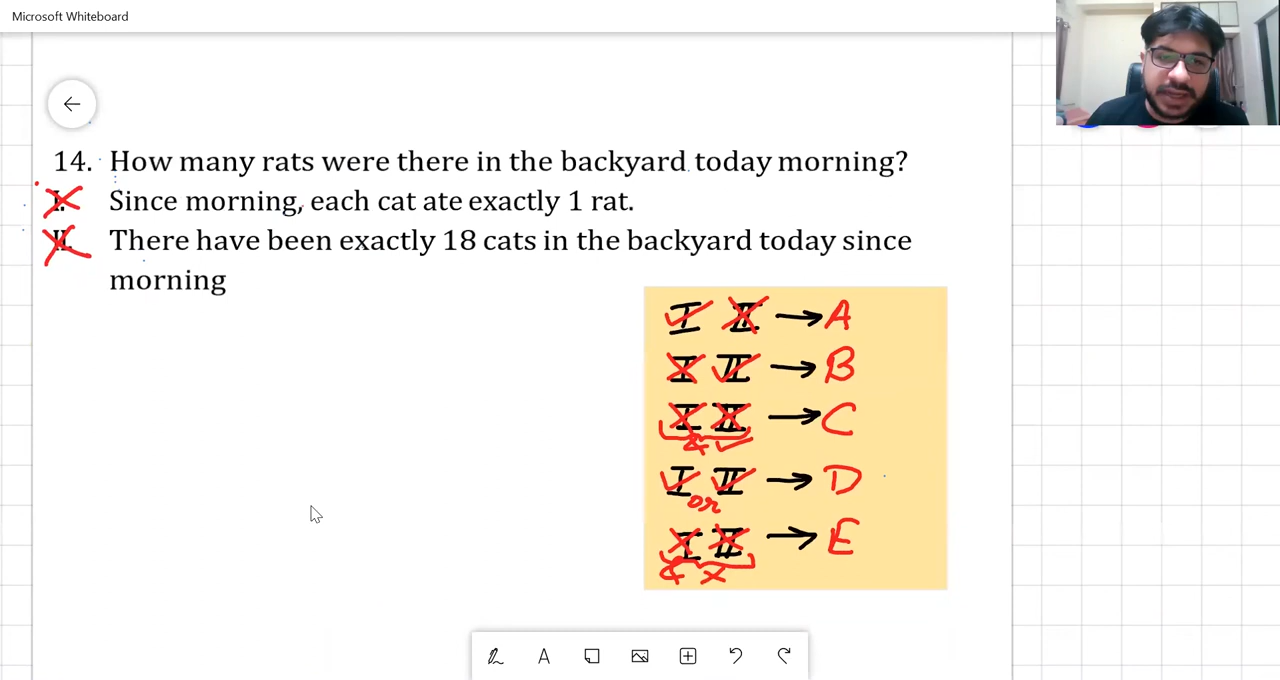 Microsoft Whiteboard
14. How many rats were there in the backyard today morning?
I. Since morning, each cat ate exactly 1 rat.
II. There have been exactly 18 cats in the backyard today since
morning
I II → A
I II → B
I II → C
&
I II → D
or
I II → E
&
A